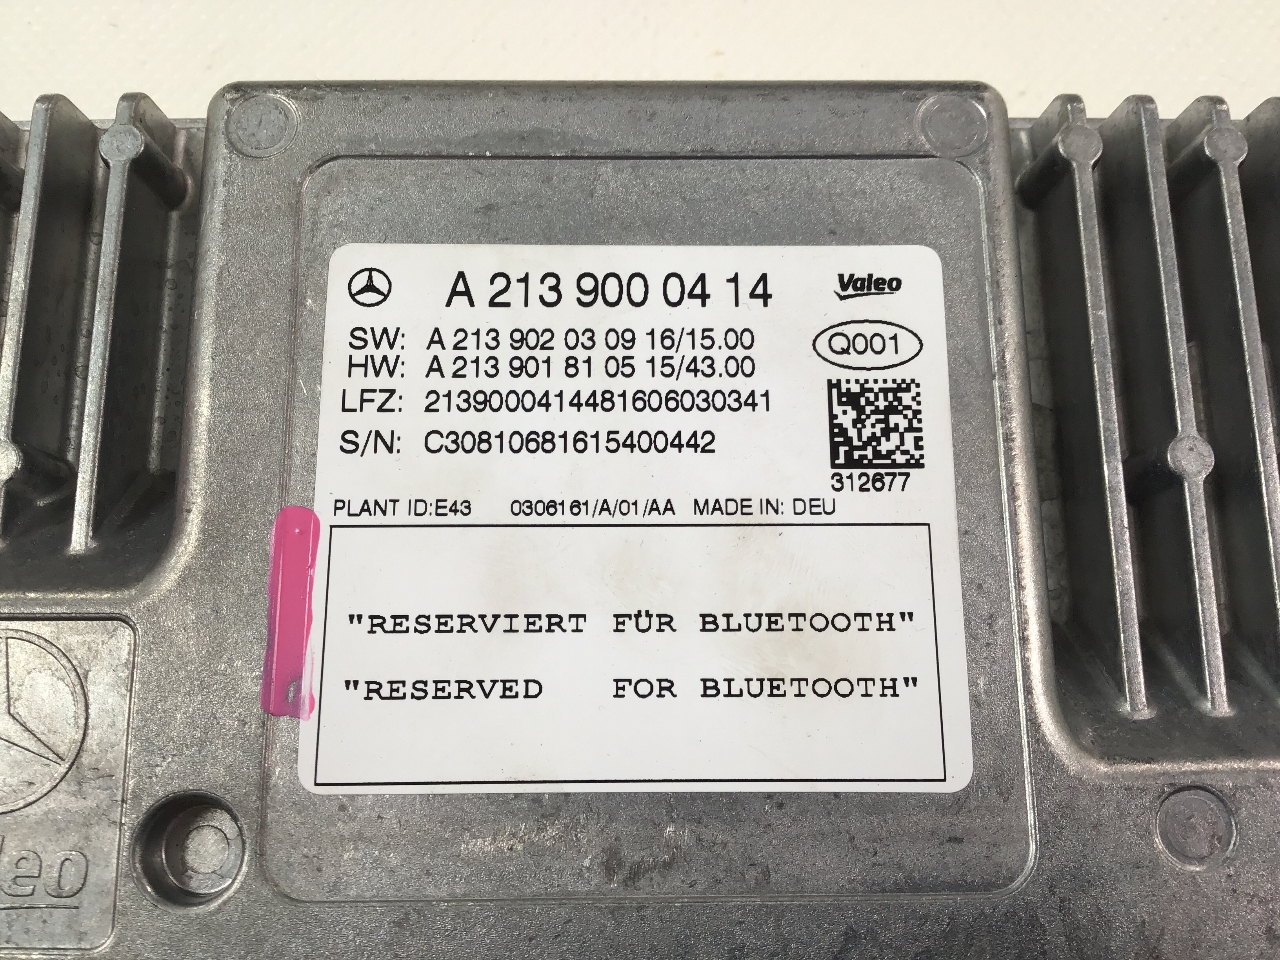 A 213 900 04 14
Valeo
SW: A 213 902 03 09 16/15.00
HW: A 213 901 81 05 15/43.00
Q001
LFZ: 2139000414481606030341
S/N: C30810681615400442
312677
PLANT ID:E43 0306161/A/01/AA MADE IN: DEU
"RESERVIERT FÜR BLUETOOTH"
"RESERVED FOR BLUETOOTH"
leo